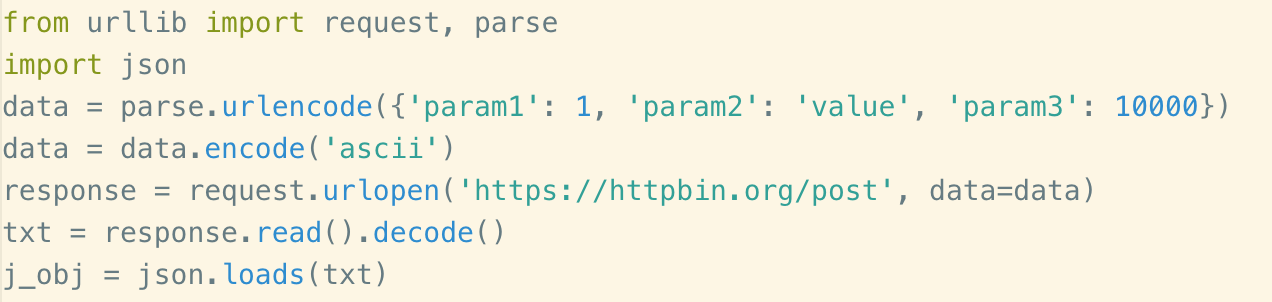 from urllib import request, parse
import json
data = parse.urlencode({'param1': 1, 'param2': 'value', 'param3': 10000})
data = data.encode('ascii')
response = request.urlopen('https://httpbin.org/post', data=data)
txt = response.read().decode()
j_obj = json.loads(txt)